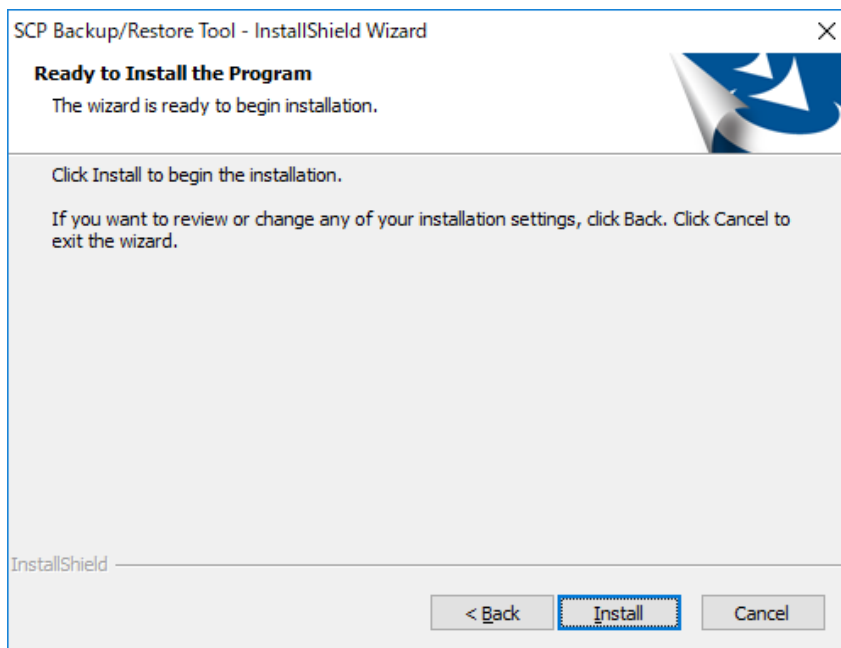 SCP Backup/Restore Tool - InstallShield Wizard
Ready to Install the Program
The wizard is ready to begin installation.
Click Install to begin the installation.
If you want to review or change any of your installation settings, click Back. Click Cancel to
exit the wizard.
InstallShield
< Back
Install
Cancel